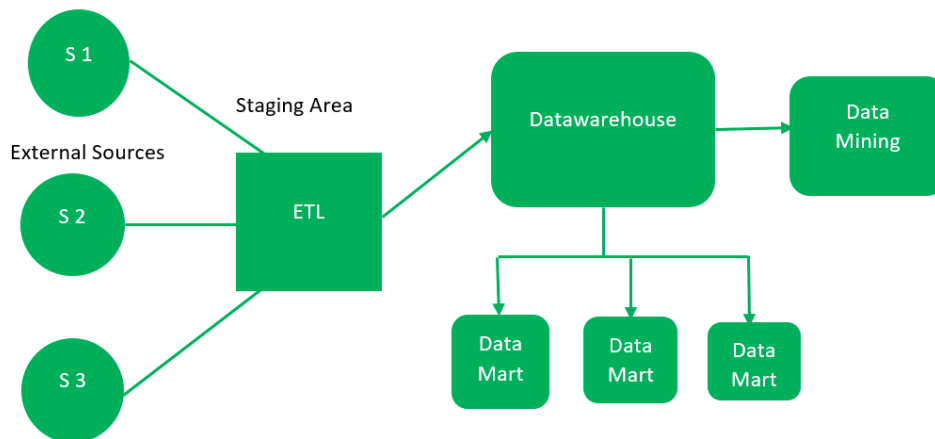 S 1
Staging Area
External Sources
S 2
ETL
S 3
Datawarehouse
Data
Mining
Data
Mart
Data
Mart
Data
Mart